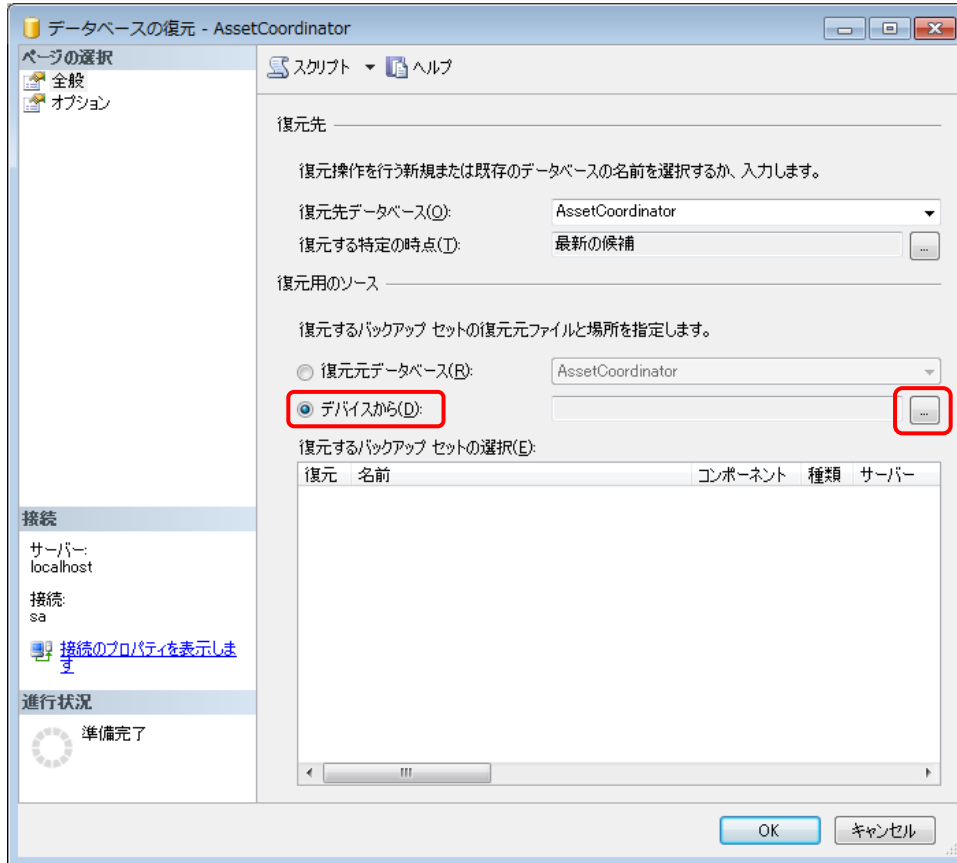 データベースの復元 - AssetCoordinator
ページの選択
全般
オプション
スクリプト ヘルプ
復元先
復元操作を行う新規または既存のデータベースの名前を選択するか、入力します。
復元先データベース(O): AssetCoordinator
復元する特定の時点(T): 最新の候補 ...
復元用のソース
復元するバックアップ セットの復元元ファイルと場所を指定します。
復元元データベース(R): AssetCoordinator
デバイスから(D): ...
復元するバックアップ セットの選択(E):
復元 名前 コンポーネント 種類 サーバー
接続
サーバー:
localhost
接続:
sa
接続のプロパティを表示しま
す
進行状況
準備完了
OK キャンセル